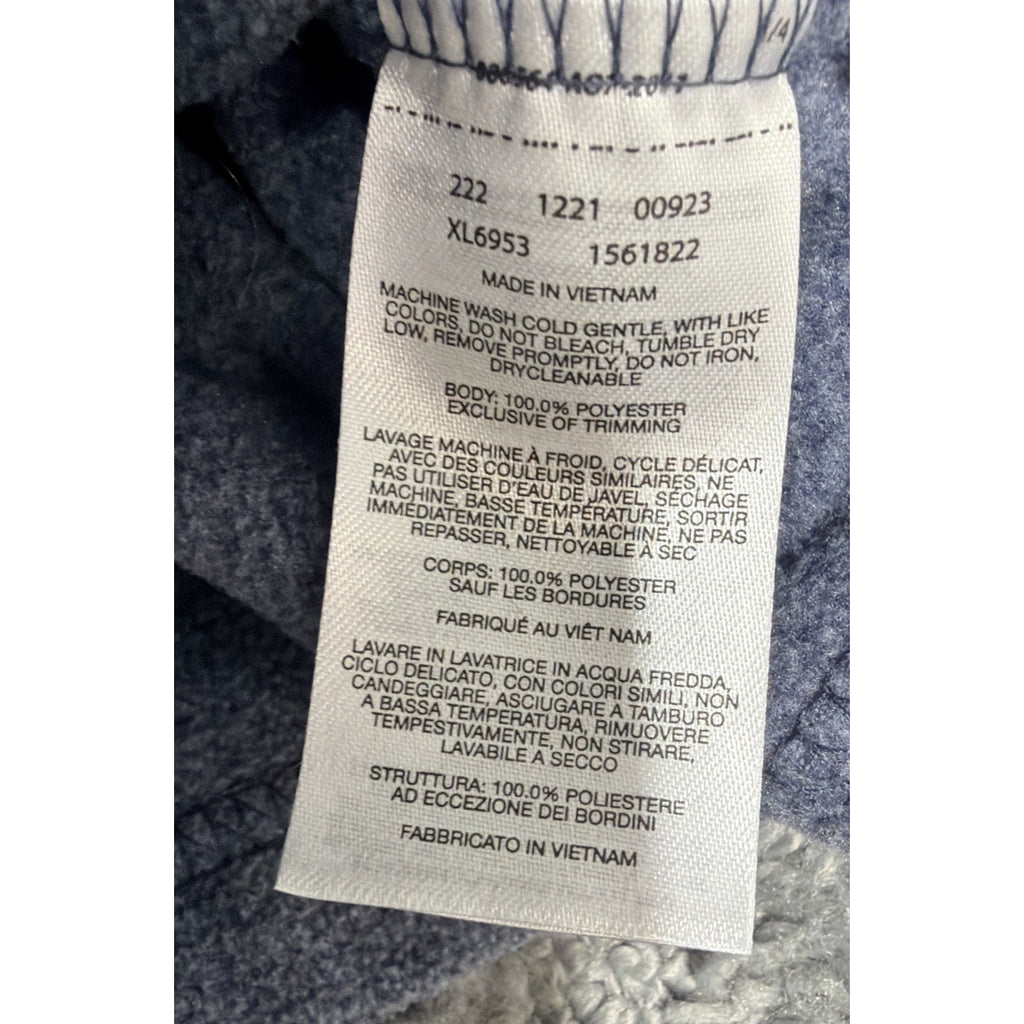 1/4
222 1221 00923
XL6953 1561822
MADE IN VIETNAM
MACHINE WASH COLD GENTLE, WITH LIKE
COLORS, DO NOT BLEACH, TUMBLE DRY
LOW, REMOVE PROMPTLY, DO NOT IRON,
DRYCLEANABLE
BODY: 100.0% POLYESTER
EXCLUSIVE OF TRIMMING
LAVAGE MACHINE À FROID, CYCLE DÉLICAT,
AVEC DES COULEURS SIMILAIRES, NE
PAS UTILISER D'EAU DE JAVEL, SÉCHAGE
MACHINE, BASSE TEMPÉRATURE, SORTIR
IMMÉDIATEMENT DE LA MACHINE, NE PAS
REPASSER, NETTOYABLE À SEC
CORPS: 100.0% POLYESTER
SAUF LES BORDURES
FABRIQUÉ AU VIÊT NAM
LAVARE IN LAVATRICE IN ACQUA FREDDA,
CICLO DELICATO, CON COLORI SIMILI, NON
CANDEGGIARE, ASCIUGARE A TAMBURO
A BASSA TEMPERATURA, RIMUOVERE
TEMPESTIVAMENTE, NON STIRARE,
LAVABILE A SECCO
STRUTTURA: 100.0% POLIESTERE
AD ECCEZIONE DEI BORDINI
FABBRICATO IN VIETNAM